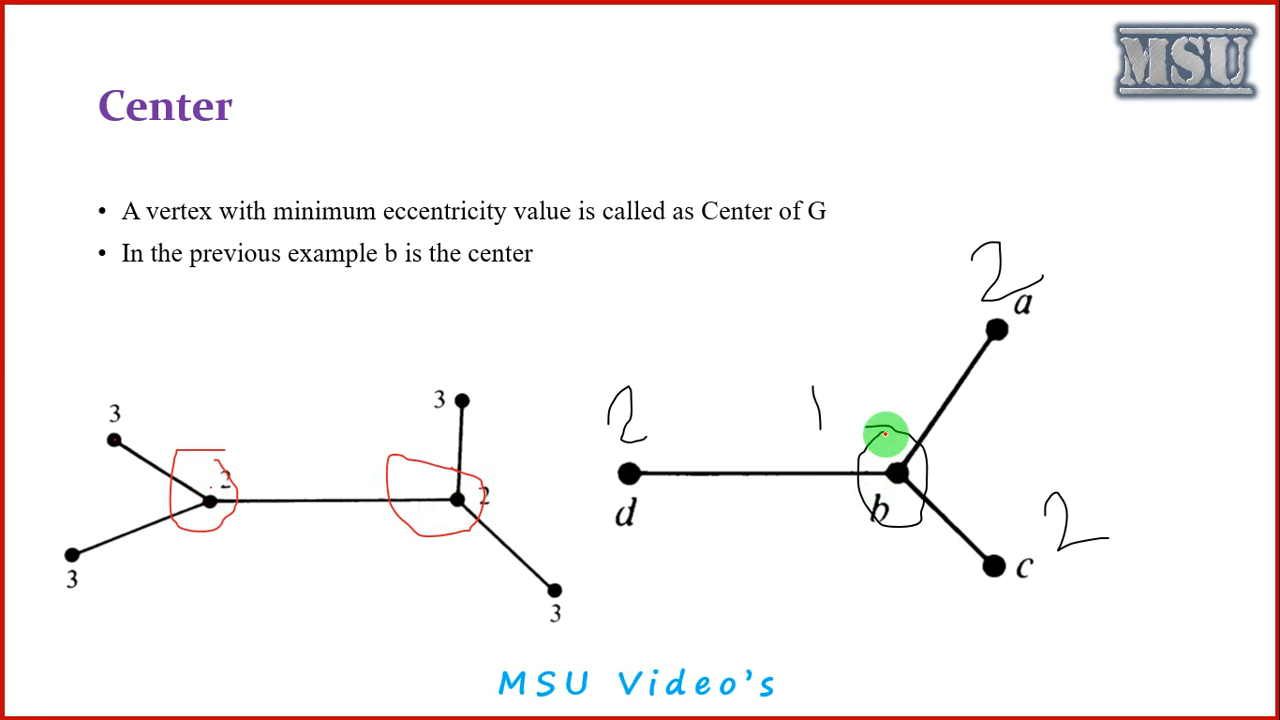 MSU
Center
• A vertex with minimum eccentricity value is called as Center of G
• In the previous example b is the center
2
a
3
3
2
1
2
2
d
b
2
c
3
3
MSU Video's